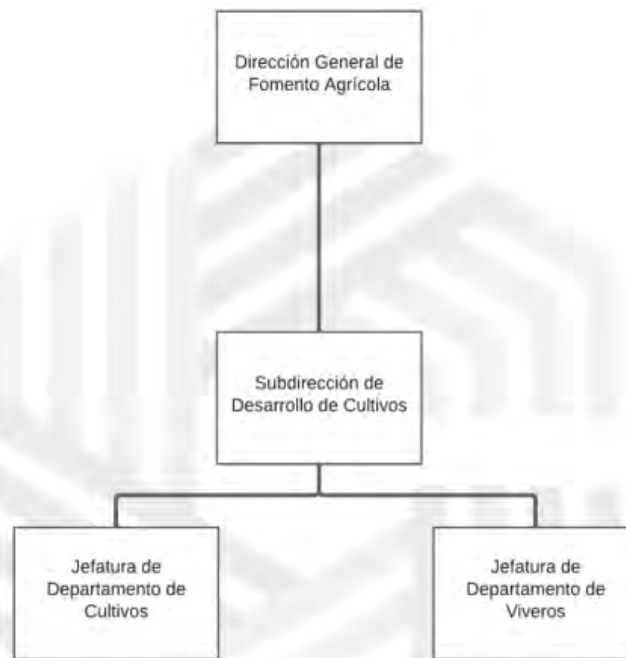 Dirección General de
Fomento Agrícola
Subdirección de
Desarrollo de Cultivos
Jefatura de
Departamento de
Cultivos
Jefatura de
Departamento de
Viveros